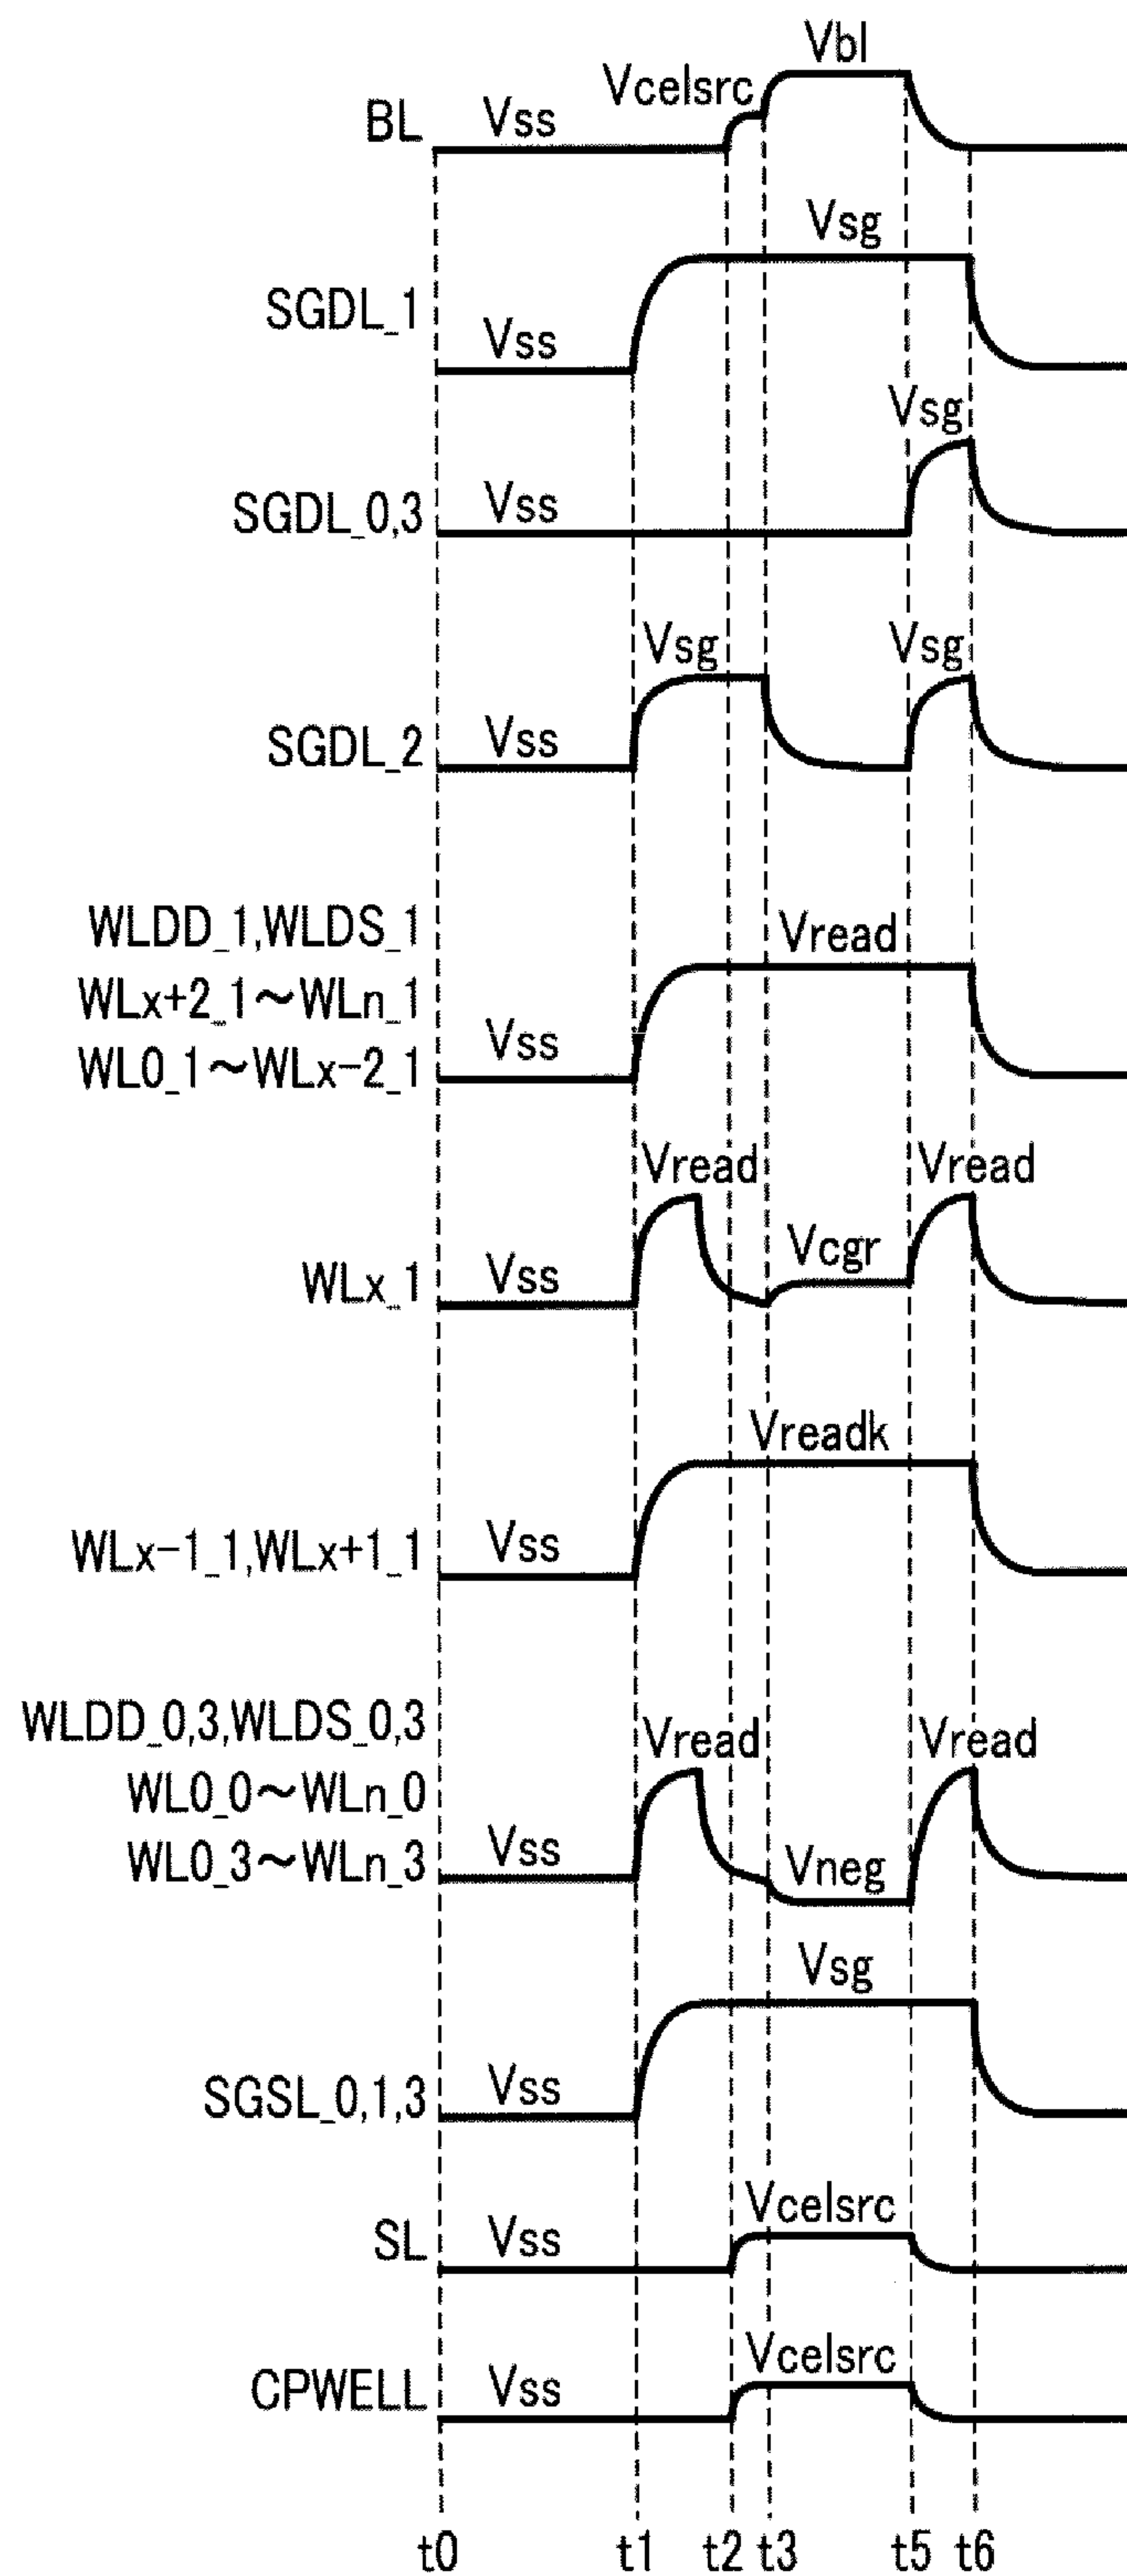 Vbl
Vcelsrc
BL Vss
Vsg
SGDL_1 Vss
Vsg
SGDL_0,3 Vss
Vsg Vsg
SGDL_2 Vss
WLDD_1,WLDS_1 Vread
WLx+2_1～WLn_1
WL0_1～WLx-2_1 Vss
Vread Vread
WLx_1 Vss Vcgr
Vreadk
WLx-1_1,WLx+1_1 Vss
WLDD_0,3,WLDS_0,3 Vread Vread
WL0_0～WLn_0
WL0_3～WLn_3 Vss Vneg
Vsg
SGSL_0,1,3 Vss
Vcelsrc
SL Vss
Vcelsrc
CPWELL Vss
t0 t1 t2 t3 t5 t6